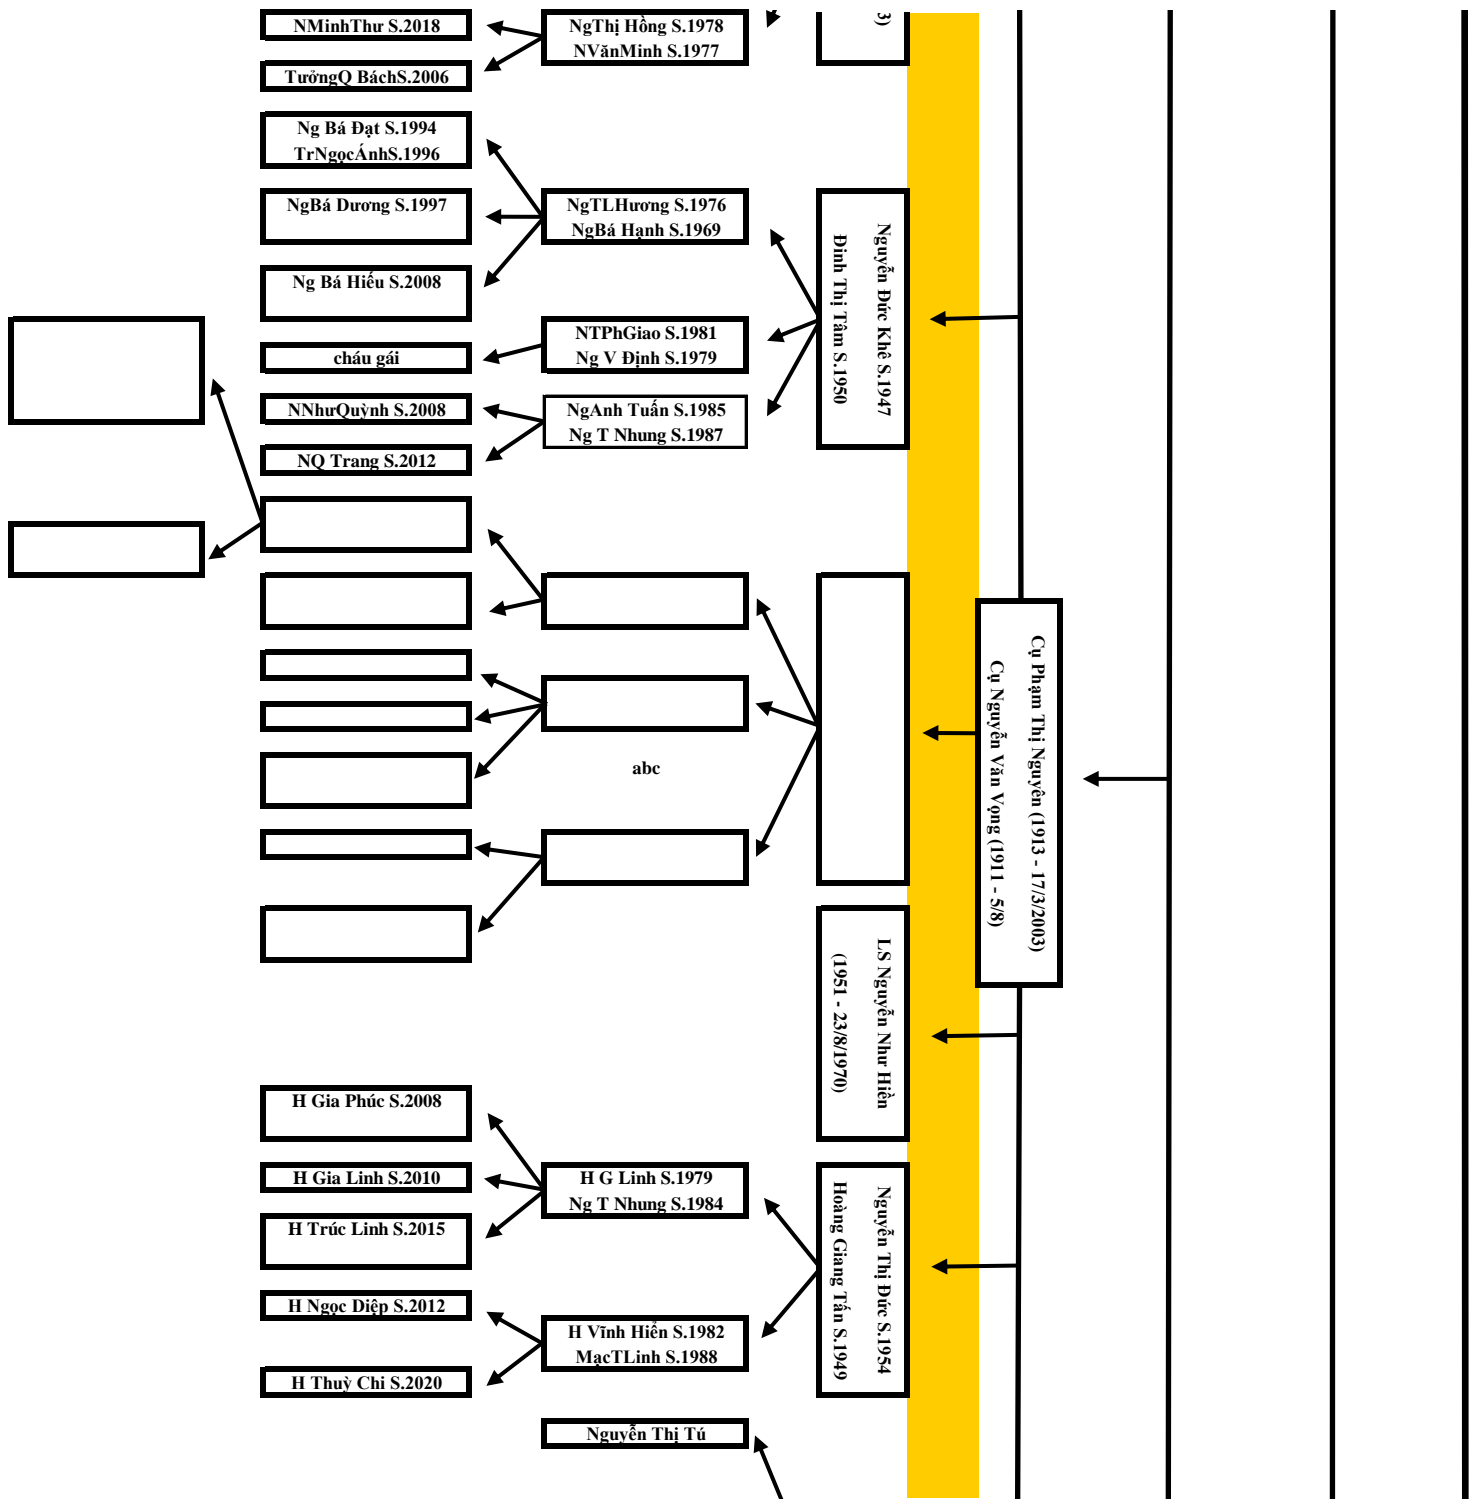 NMinhThư S.2018
TưởngQ BáchS.2006
Ng Bá Đạt S.1994
TrNgọcÁnhS.1996
NgBá Dương S.1997
Ng Bá Hiếu S.2008
cháu gái
NNhưQuỳnh S.2008
NQ Trang S.2012
H Gia Phúc S.2008
H Gia Linh S.2010
H Trúc Linh S.2015
H Ngọc Diệp S.2012
H Thuỳ Chi S.2020
NgThị Hồng S.1978
NVănMinh S.1977
NgTLHương S.1976
NgBá Hạnh S.1969
NTPhGiao S.1981
Ng V Định S.1979
NgAnh Tuấn S.1985
Ng T Nhung S.1987
abc
H G Linh S.1979
Ng T Nhung S.1984
H Vĩnh Hiển S.1982
MạcTLinh S.1988
Nguyễn Thị Tú
3)
Nguyễn Đức Khê S.1947
Đinh Thị Tâm S.1950
LS Nguyễn Như Hiền
(1951 - 23/8/1970)
Nguyễn Thị Đức S.1954
Hoàng Giang Tấn S.1949
Cụ Phạm Thị Nguyên (1913 - 17/3/2003)
Cụ Nguyễn Văn Vọng (1911 - 5/8)